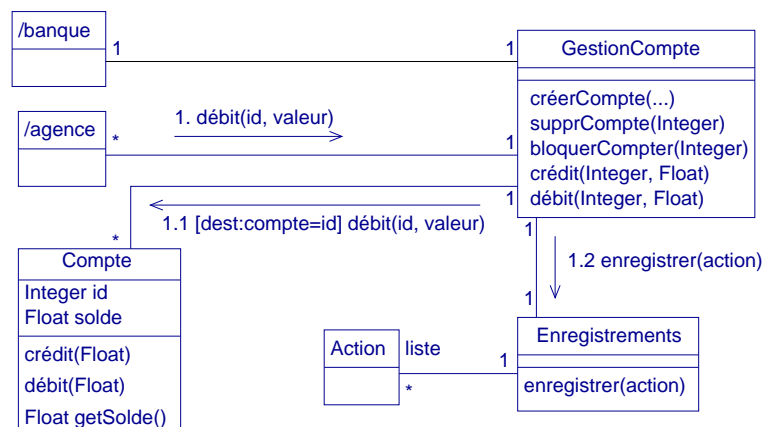 /banque
1
1
GestionCompte
créerCompte(...)
supprCompte(Integer)
bloquerCompter(Integer)
crédit(Integer, Float)
débit(Integer, Float)
/agence
*
1. débit(id, valeur)
1
1
1.1 [dest:compte=id] débit(id, valeur)
*
Compte
Integer id
Float solde
crédit(Float)
débit(Float)
Float getSolde()
1
1.2 enregistrer(action)
1
Enregistrements
enregistrer(action)
Action
liste
1
*